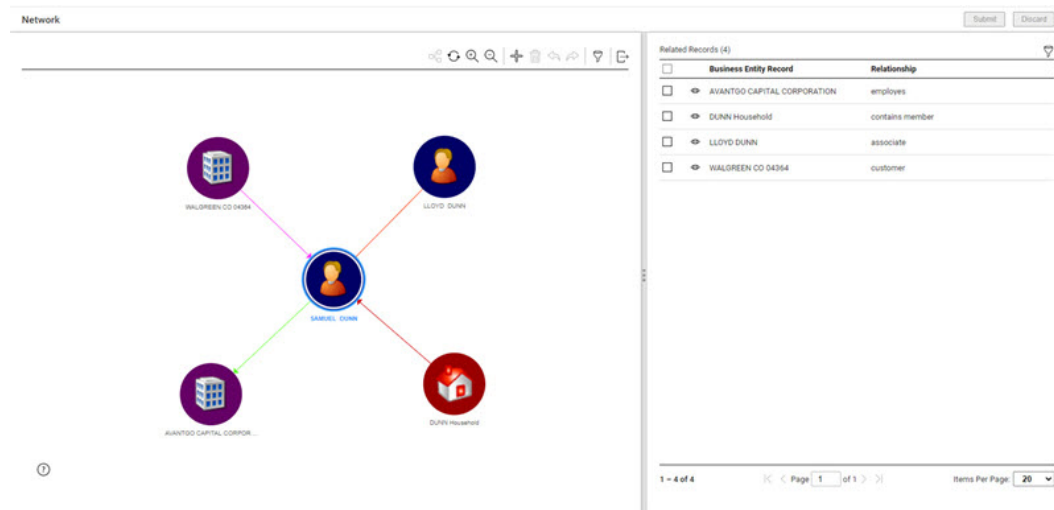 Network
Submit Discard
Related Records (4)
Business Entity Record Relationship
AVANTGO CAPITAL CORPORATION employes
DUNN Household contains member
LLOYD DUNN associate
WALGREEN CO 04364 customer
WALGREEN CO 04364
LLOYD DUNN
SAMUEL DUNN
AVANTGO CAPITAL CORPOR...
DUNN Household
?
1 – 4 of 4 Page 1 of 1 Items Per Page: 20